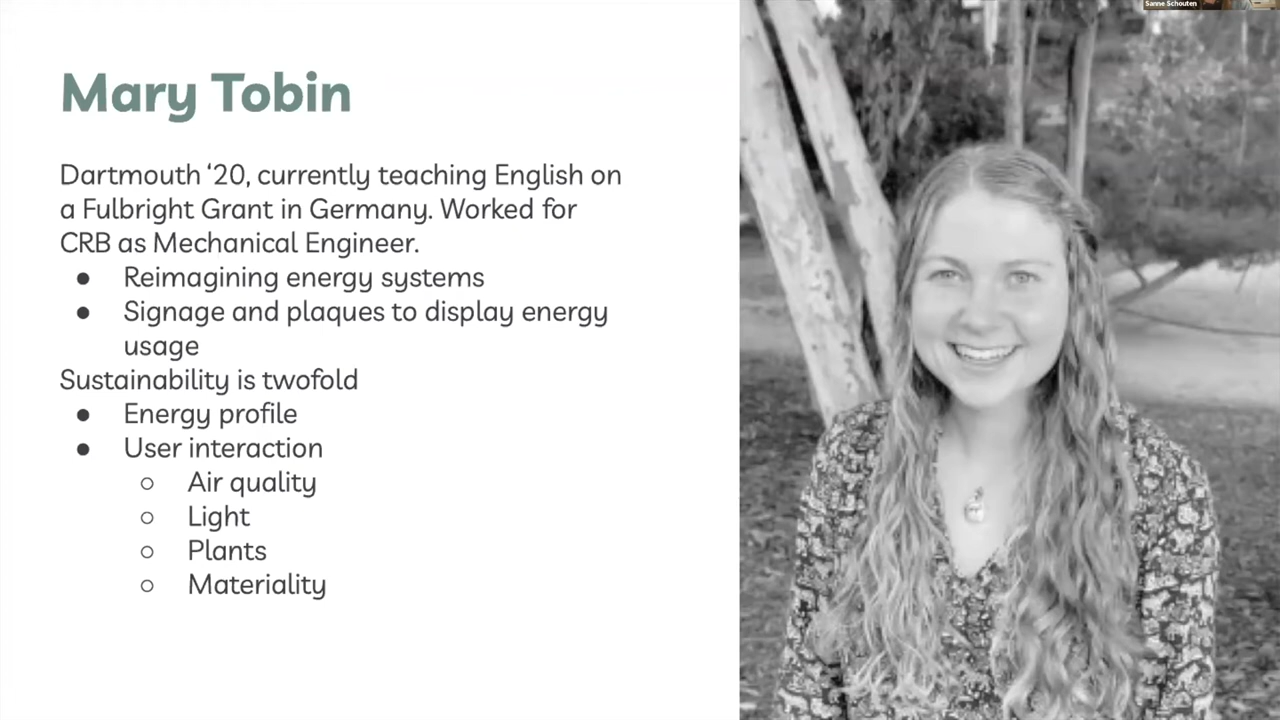 Sanne Schouten
Mary Tobin
Dartmouth ‘20, currently teaching English on
a Fulbright Grant in Germany. Worked for
CRB as Mechanical Engineer.
● Reimagining energy systems
● Signage and plaques to display energy
usage
Sustainability is twofold
● Energy profile
● User interaction
○ Air quality
○ Light
○ Plants
○ Materiality